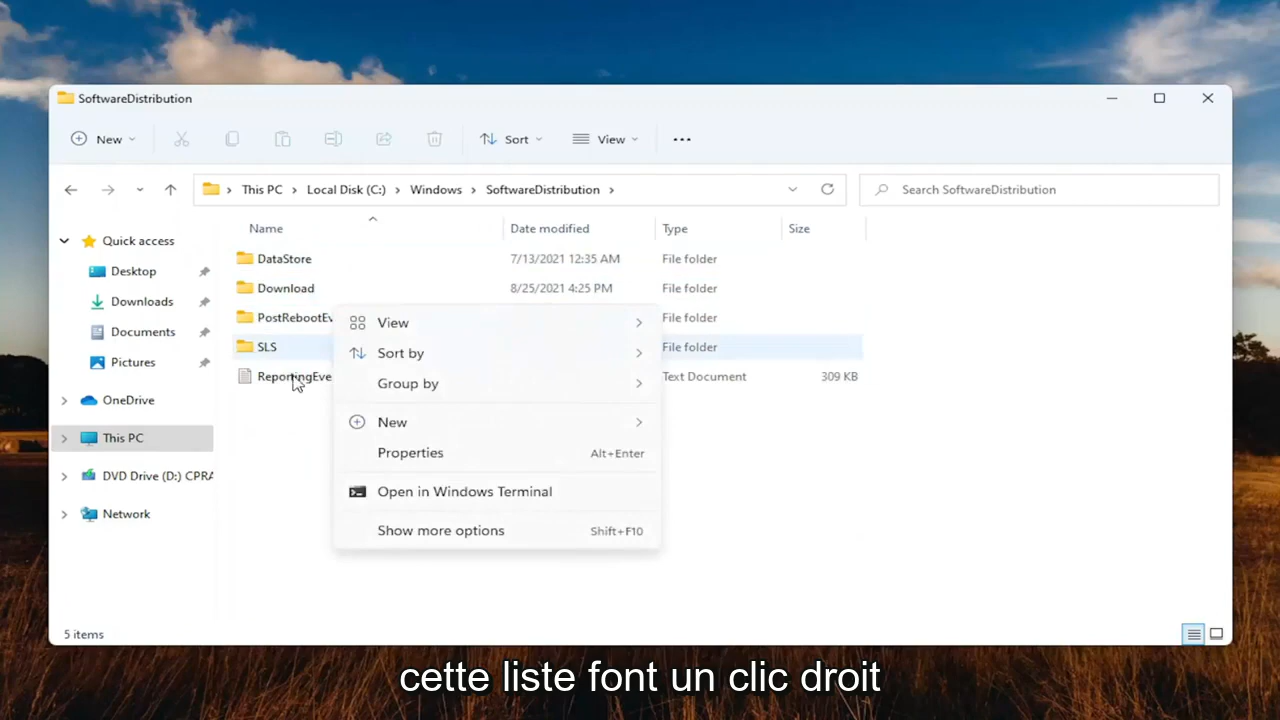 SoftwareDistribution
New
Sort
View
This PC
Local Disk (C:)
Windows
SoftwareDistribution
Search SoftwareDistribution
Name
Date modified
Type
Size
Quick access
Desktop
Downloads
Documents
Pictures
OneDrive
This PC
DVD Drive (D:) CPRA
Network
DataStore 7/13/2021 12:35 AM File folder
Download 8/25/2021 4:25 PM File folder
PostRebootEv File folder
SLS File folder
ReportingEve Text Document 309 KB
View
Sort by
Group by
New
Properties Alt+Enter
Open in Windows Terminal
Show more options Shift+F10
5 items
cette liste font un clic droit